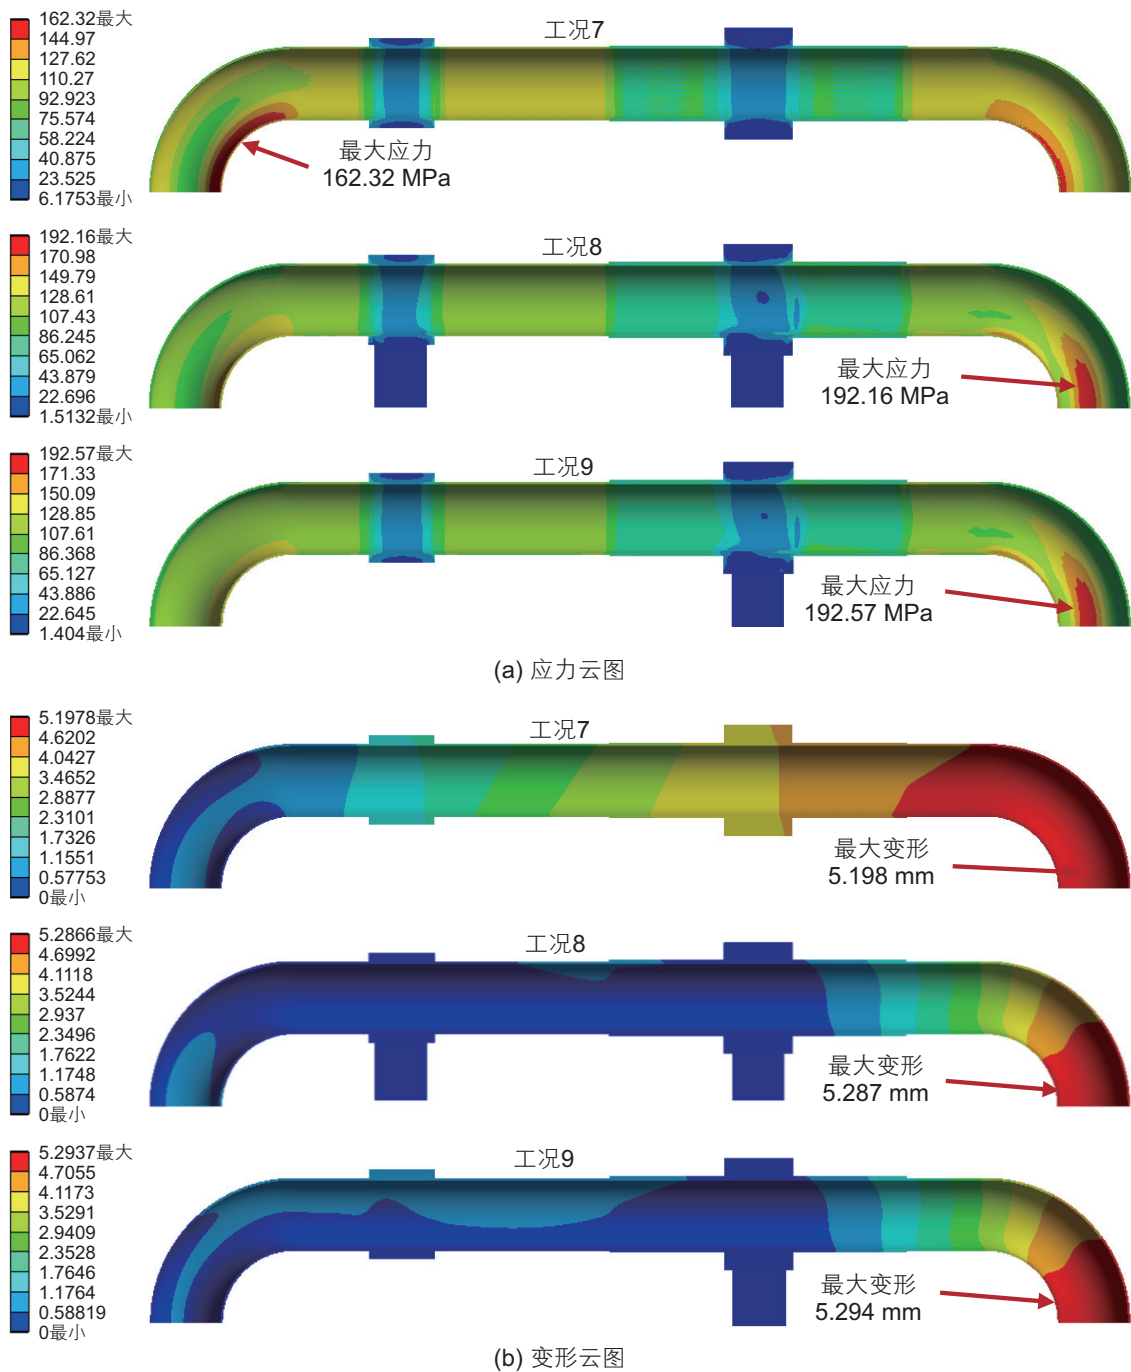 162.32最大
144.97
127.62
110.27
92.923
75.574
58.224
40.875
23.525
6.1753最小
工况7
最大应力
162.32 MPa
192.16最大
170.98
149.79
128.61
107.43
86.245
65.062
43.879
22.696
1.5132最小
工况8
最大应力
192.16 MPa
192.57最大
171.33
150.09
128.85
107.61
86.368
65.127
43.886
22.645
1.404最小
工况9
最大应力
192.57 MPa
(a) 应力云图
5.1978最大
4.6202
4.0427
3.4652
2.8877
2.3101
1.7326
1.1551
0.57753
0最小
工况7
最大变形
5.198 mm
5.2866最大
4.6992
4.1118
3.5244
2.937
2.3496
1.7622
1.1748
0.5874
0最小
工况8
最大变形
5.287 mm
5.2937最大
4.7055
4.1173
3.5291
2.9409
2.3528
1.7646
1.1764
0.58819
0最小
工况9
最大变形
5.294 mm
(b) 变形云图